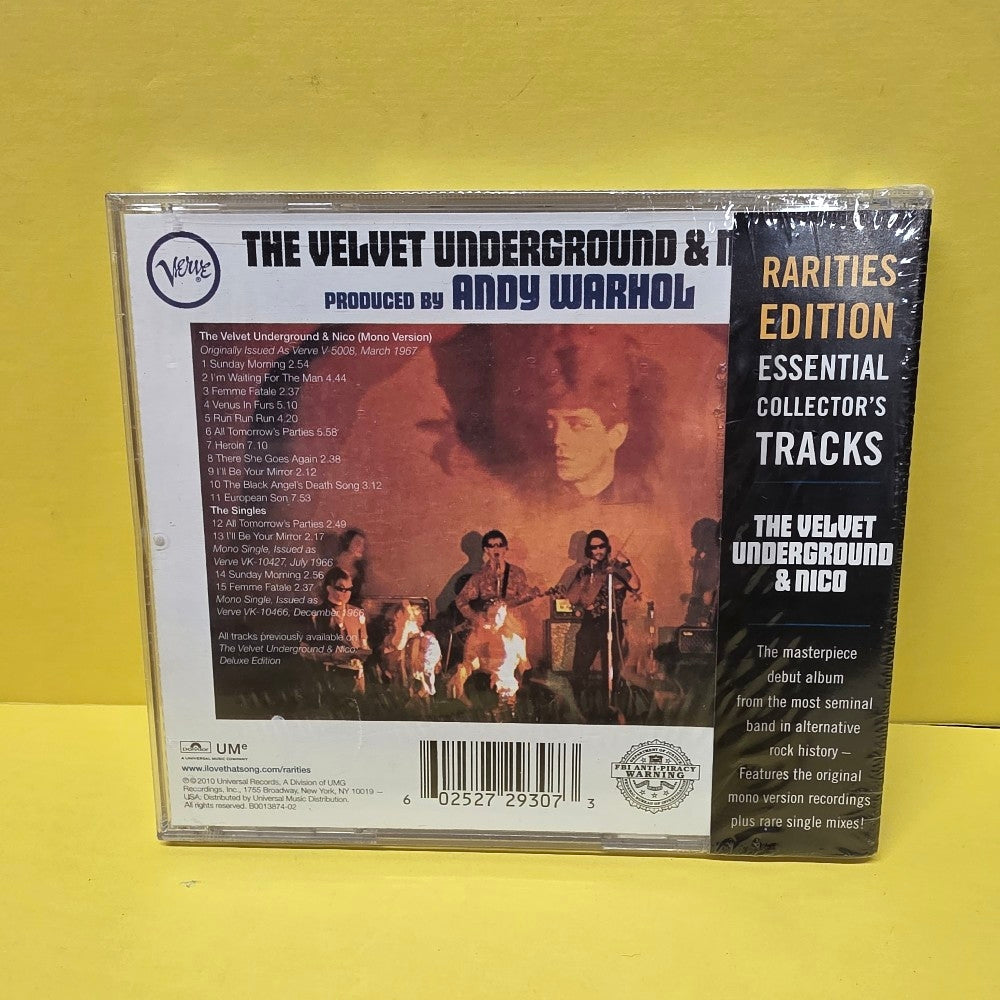 Verve
THE VELVET UNDERGROUND & N
PRODUCED BY ANDY WARHOL
The Velvet Underground & Nico (Mono Version)
Originally Issued As Verve V-5008, March 1967
1 Sunday Morning 2.54
2 I'm Waiting For The Man 4.44
3 Femme Fatale 2.37
4 Venus In Furs 5.10
5 Run Run Run 4.20
6 All Tomorrow's Parties 5.58
7 Heroin 7.10
8 There She Goes Again 2.38
9 I'll Be Your Mirror 2.12
10 The Black Angel's Death Song 3.12
11 European Son 7.53
The Singles
12 All Tomorrow's Parties 2.49
13 I'll Be Your Mirror 2.17
Mono Single, Issued as
Verve VK-10427, July 1966
14 Sunday Morning 2.56
15 Femme Fatale 2.37
Mono Single, Issued as
Verve VK-10466, December 1966
All tracks previously available on
The Velvet Underground & Nico,
Deluxe Edition
polydor UMe
A UNIVERSAL MUSIC COMPANY
www.ilovethatsong.com/rarities
℗©2010 Universal Records, A Division of UMG
Recordings, Inc., 1755 Broadway, New York, NY 10019 –
USA. Distributed by Universal Music Distribution.
All rights reserved. B0013874-02
6 02527 29307 3
FBI ANTI-PIRACY
WARNING
RARITIES
EDITION
ESSENTIAL
COLLECTOR'S
TRACKS
THE VELVET
UNDERGROUND
& NICO
The masterpiece
debut album
from the most seminal
band in alternative
rock history –
Features the original
mono version recordings
plus rare single mixes!